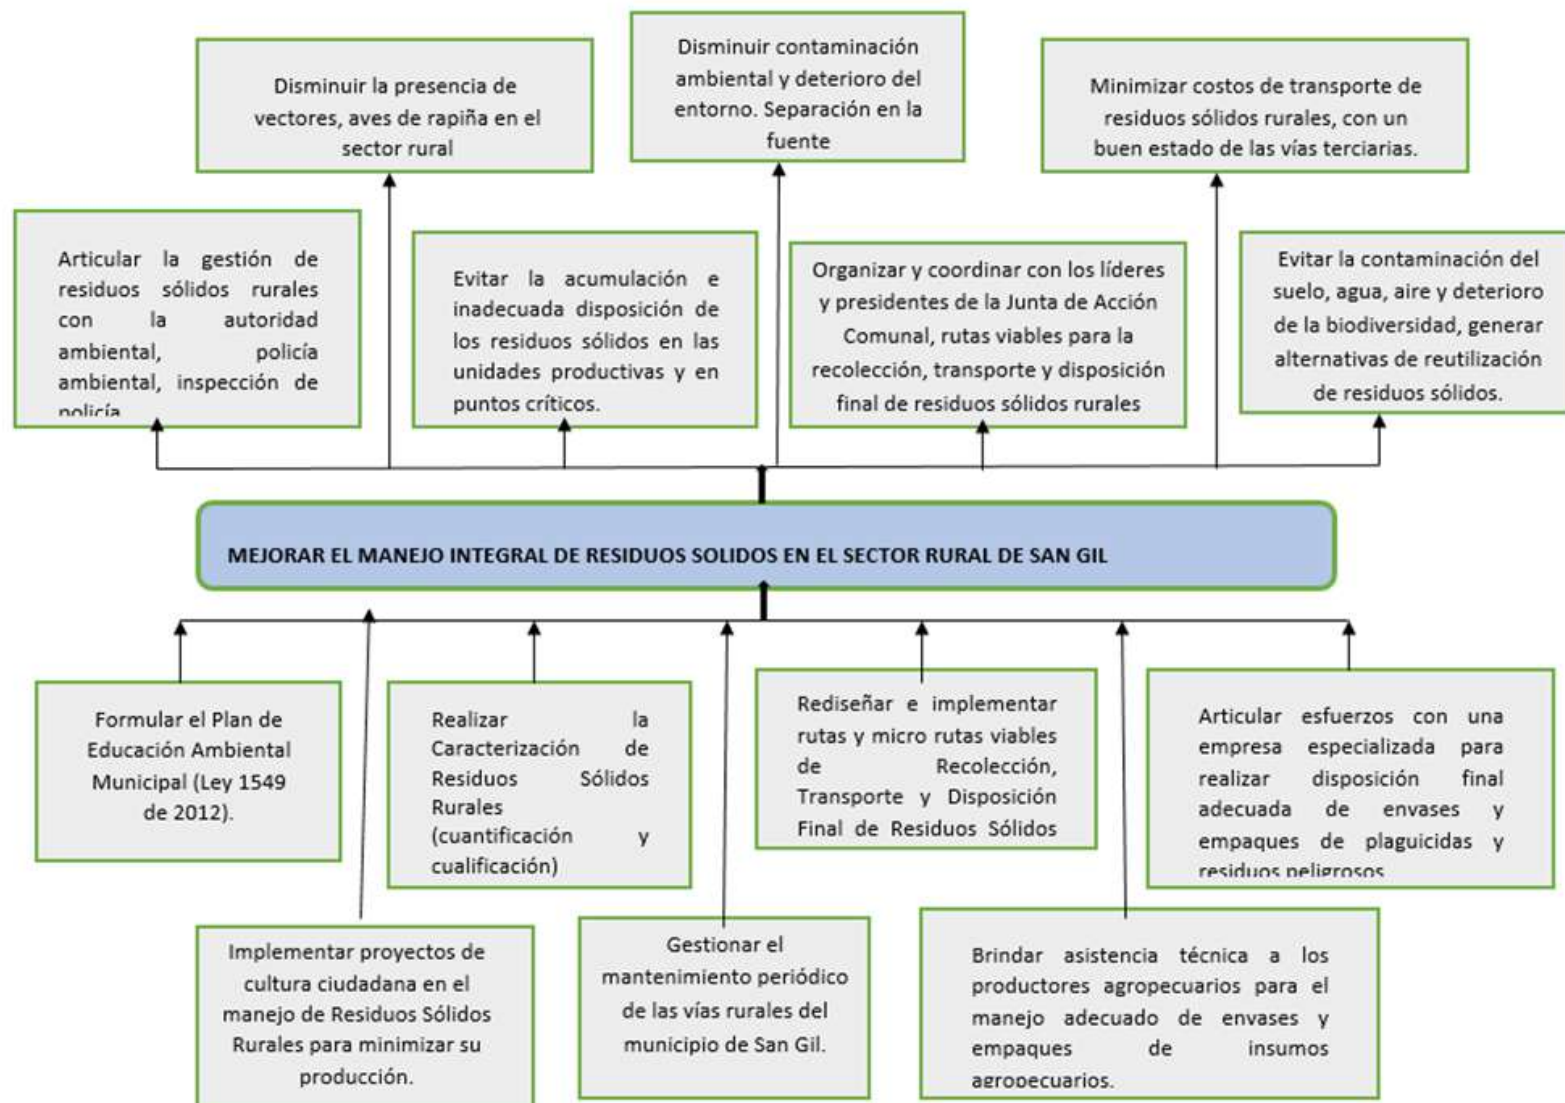 Disminuir la presencia de
vectores, aves de rapiña en el
sector rural
Disminuir contaminación
ambiental y deterioro del
entorno. Separación en la
fuente
Minimizar costos de transporte de
residuos sólidos rurales, con un
buen estado de las vías terciarias.
Articular la gestión de
residuos sólidos rurales
con la autoridad
ambiental, policía
ambiental, inspección de
policía
Evitar la acumulación e
inadecuada disposición de
los residuos sólidos en las
unidades productivas y en
puntos críticos.
Organizar y coordinar con los líderes
y presidentes de la Junta de Acción
Comunal, rutas viables para la
recolección, transporte y disposición
final de residuos sólidos rurales
Evitar la contaminación del
suelo, agua, aire y deterioro
de la biodiversidad, generar
alternativas de reutilización
de residuos sólidos.
MEJORAR EL MANEJO INTEGRAL DE RESIDUOS SOLIDOS EN EL SECTOR RURAL DE SAN GIL
Formular el Plan de
Educación Ambiental
Municipal (Ley 1549
de 2012).
Realizar la
Caracterización de
Residuos Sólidos
Rurales
(cuantificación y
cualificación)
Rediseñar e implementar
rutas y micro rutas viables
de Recolección,
Transporte y Disposición
Final de Residuos Sólidos
Articular esfuerzos con una
empresa especializada para
realizar disposición final
adecuada de envases y
empaques de plaguicidas y
residuos peligrosos
Implementar proyectos de
cultura ciudadana en el
manejo de Residuos Sólidos
Rurales para minimizar su
producción.
Gestionar el
mantenimiento periódico
de las vías rurales del
municipio de San Gil.
Brindar asistencia técnica a los
productores agropecuarios para el
manejo adecuado de envases y
empaques de insumos
agropecuarios.